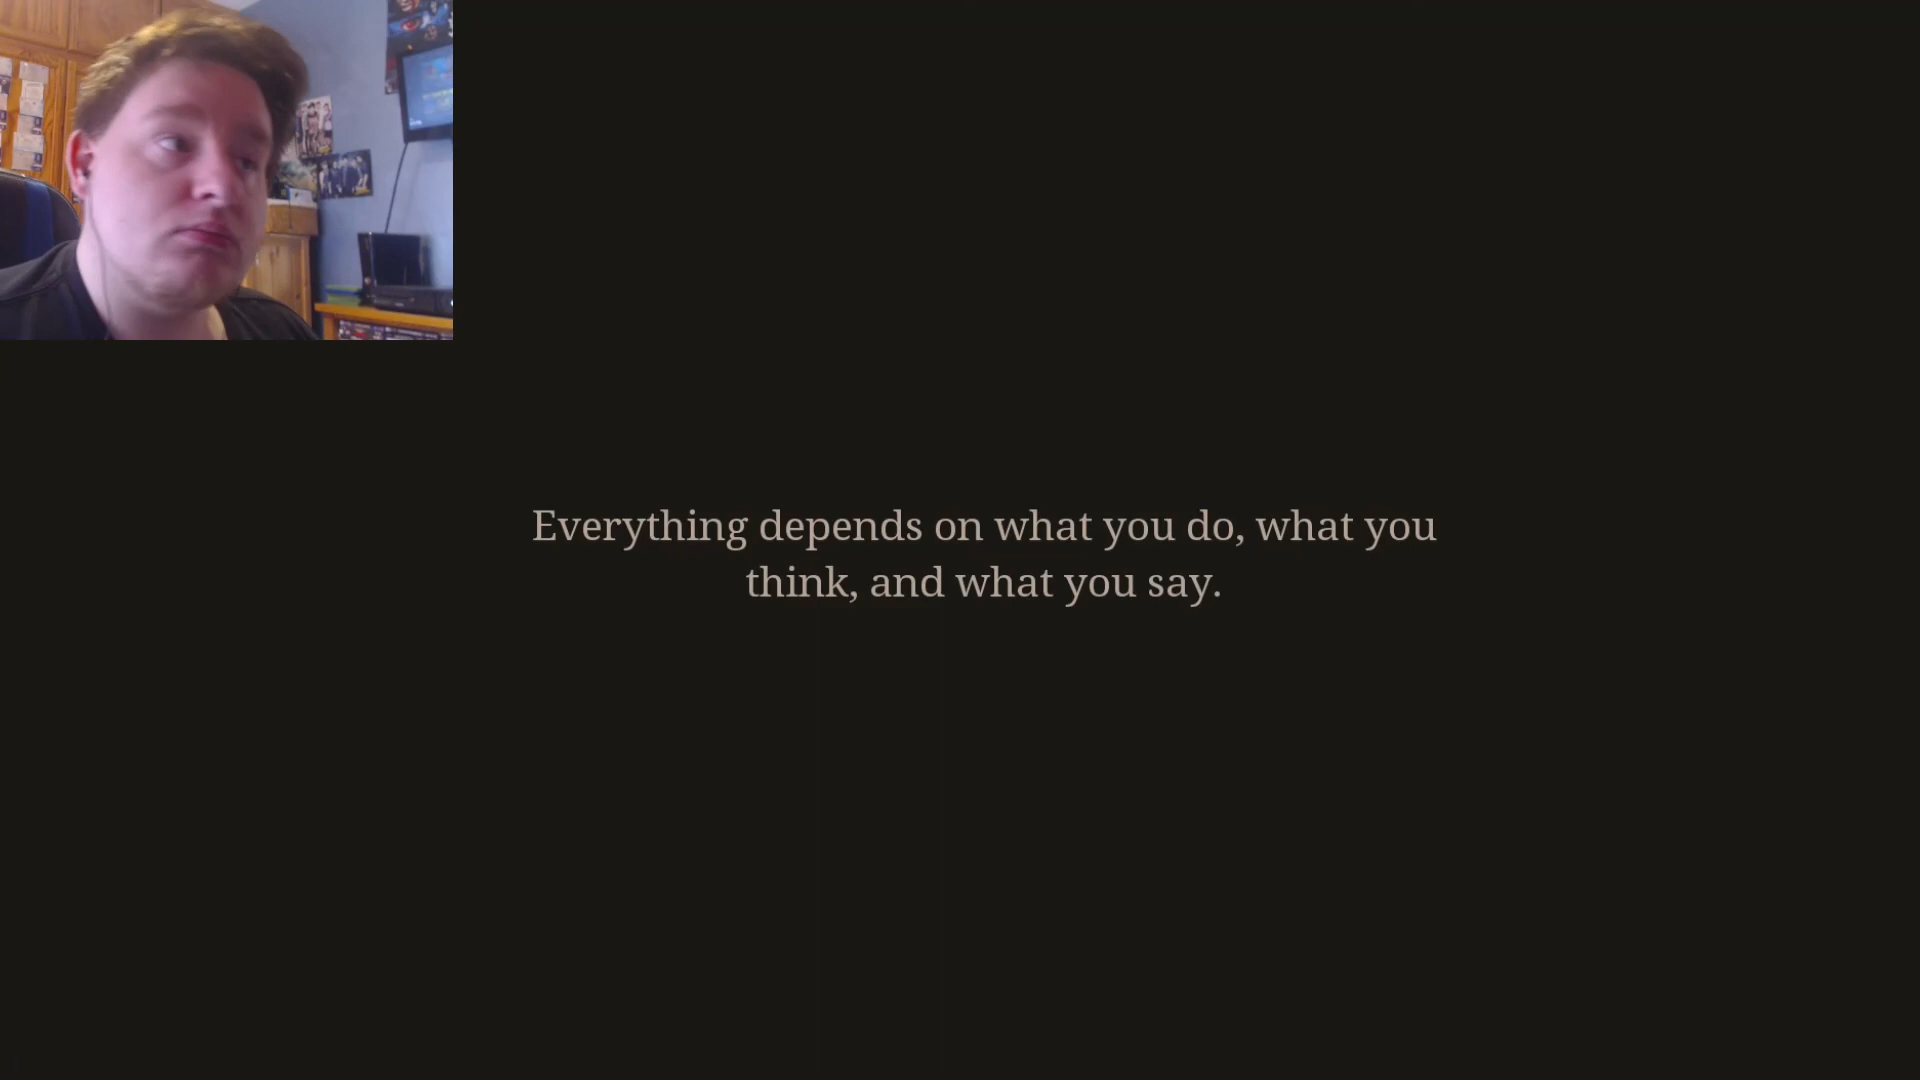 Everything depends on what you do, what you
think, and what you say.